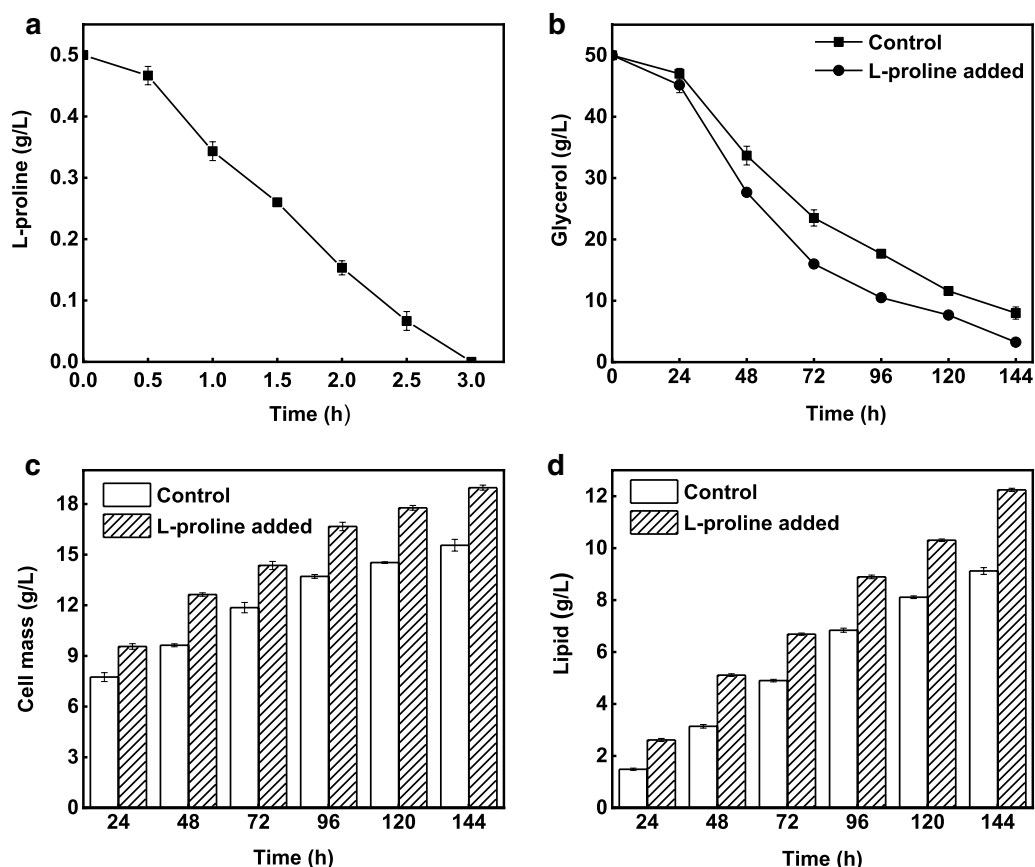 a
L-proline (g/L)
0.5
0.4
0.3
0.2
0.1
0.0
0.0 0.5 1.0 1.5 2.0 2.5 3.0
Time (h)
b
Control
L-proline added
Glycerol (g/L)
50
40
30
20
10
0
0 24 48 72 96 120 144
Time (h)
c
Control
L-proline added
Cell mass (g/L)
18
15
12
9
6
3
0
24 48 72 96 120 144
Time (h)
d
Control
L-proline added
Lipid (g/L)
12
10
8
6
4
2
0
24 48 72 96 120 144
Time (h)